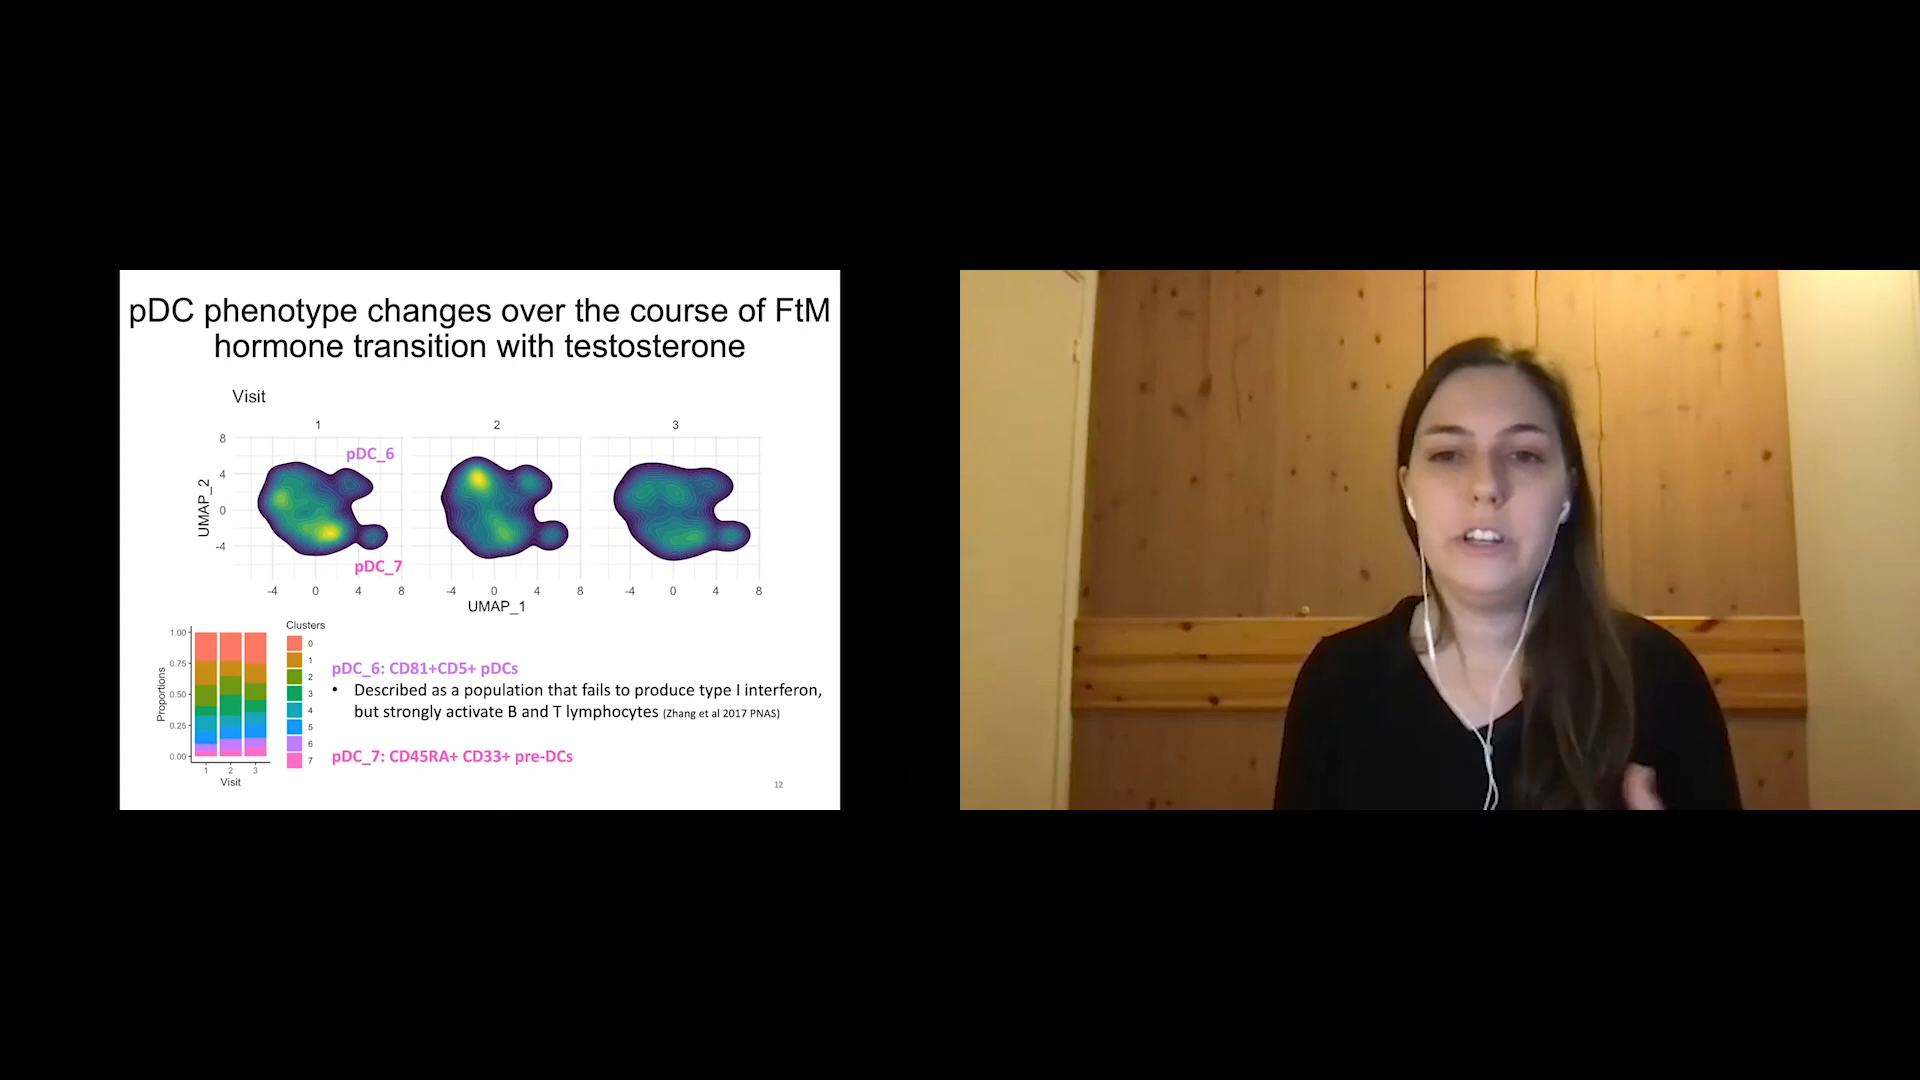 pDC phenotype changes over the course of FtM
hormone transition with testosterone
Visit
1 2 3
8
4
0
-4
UMAP_2
pDC_6
pDC_7
-4 0 4 8 -4 0 4 8 -4 0 4 8
UMAP_1
1.00
0.75
0.50
0.25
0.00
Proportions
1 2 3
Visit
Clusters
0
1
2
3
4
5
6
7
pDC_6: CD81+CD5+ pDCs
• Described as a population that fails to produce type I interferon,
but strongly activate B and T lymphocytes (Zhang et al 2017 PNAS)
pDC_7: CD45RA+ CD33+ pre-DCs
12